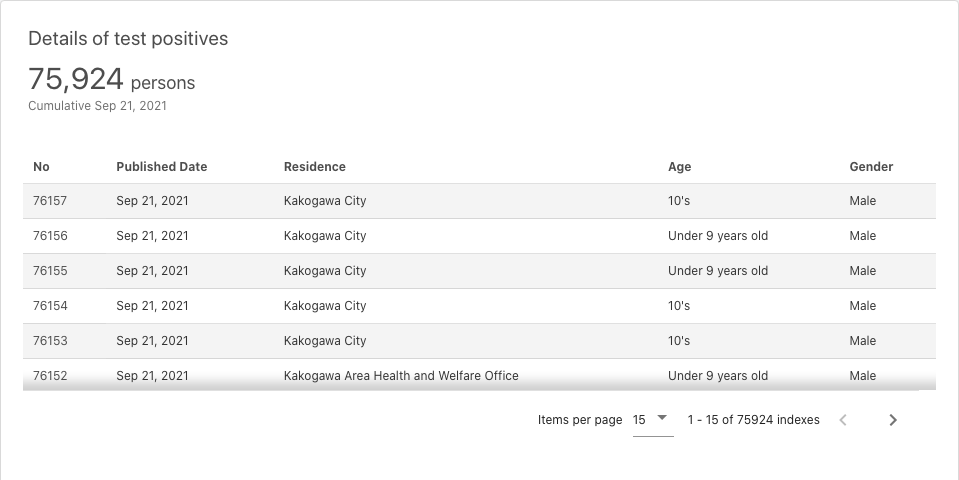 Details of test positives
75,924 persons
Cumulative Sep 21, 2021
No Published Date Residence Age Gender
76157 Sep 21, 2021 Kakogawa City 10's Male
76156 Sep 21, 2021 Kakogawa City Under 9 years old Male
76155 Sep 21, 2021 Kakogawa City Under 9 years old Male
76154 Sep 21, 2021 Kakogawa City 10's Male
76153 Sep 21, 2021 Kakogawa City 10's Male
76152 Sep 21, 2021 Kakogawa Area Health and Welfare Office Under 9 years old Male
Items per page 15 1 - 15 of 75924 indexes